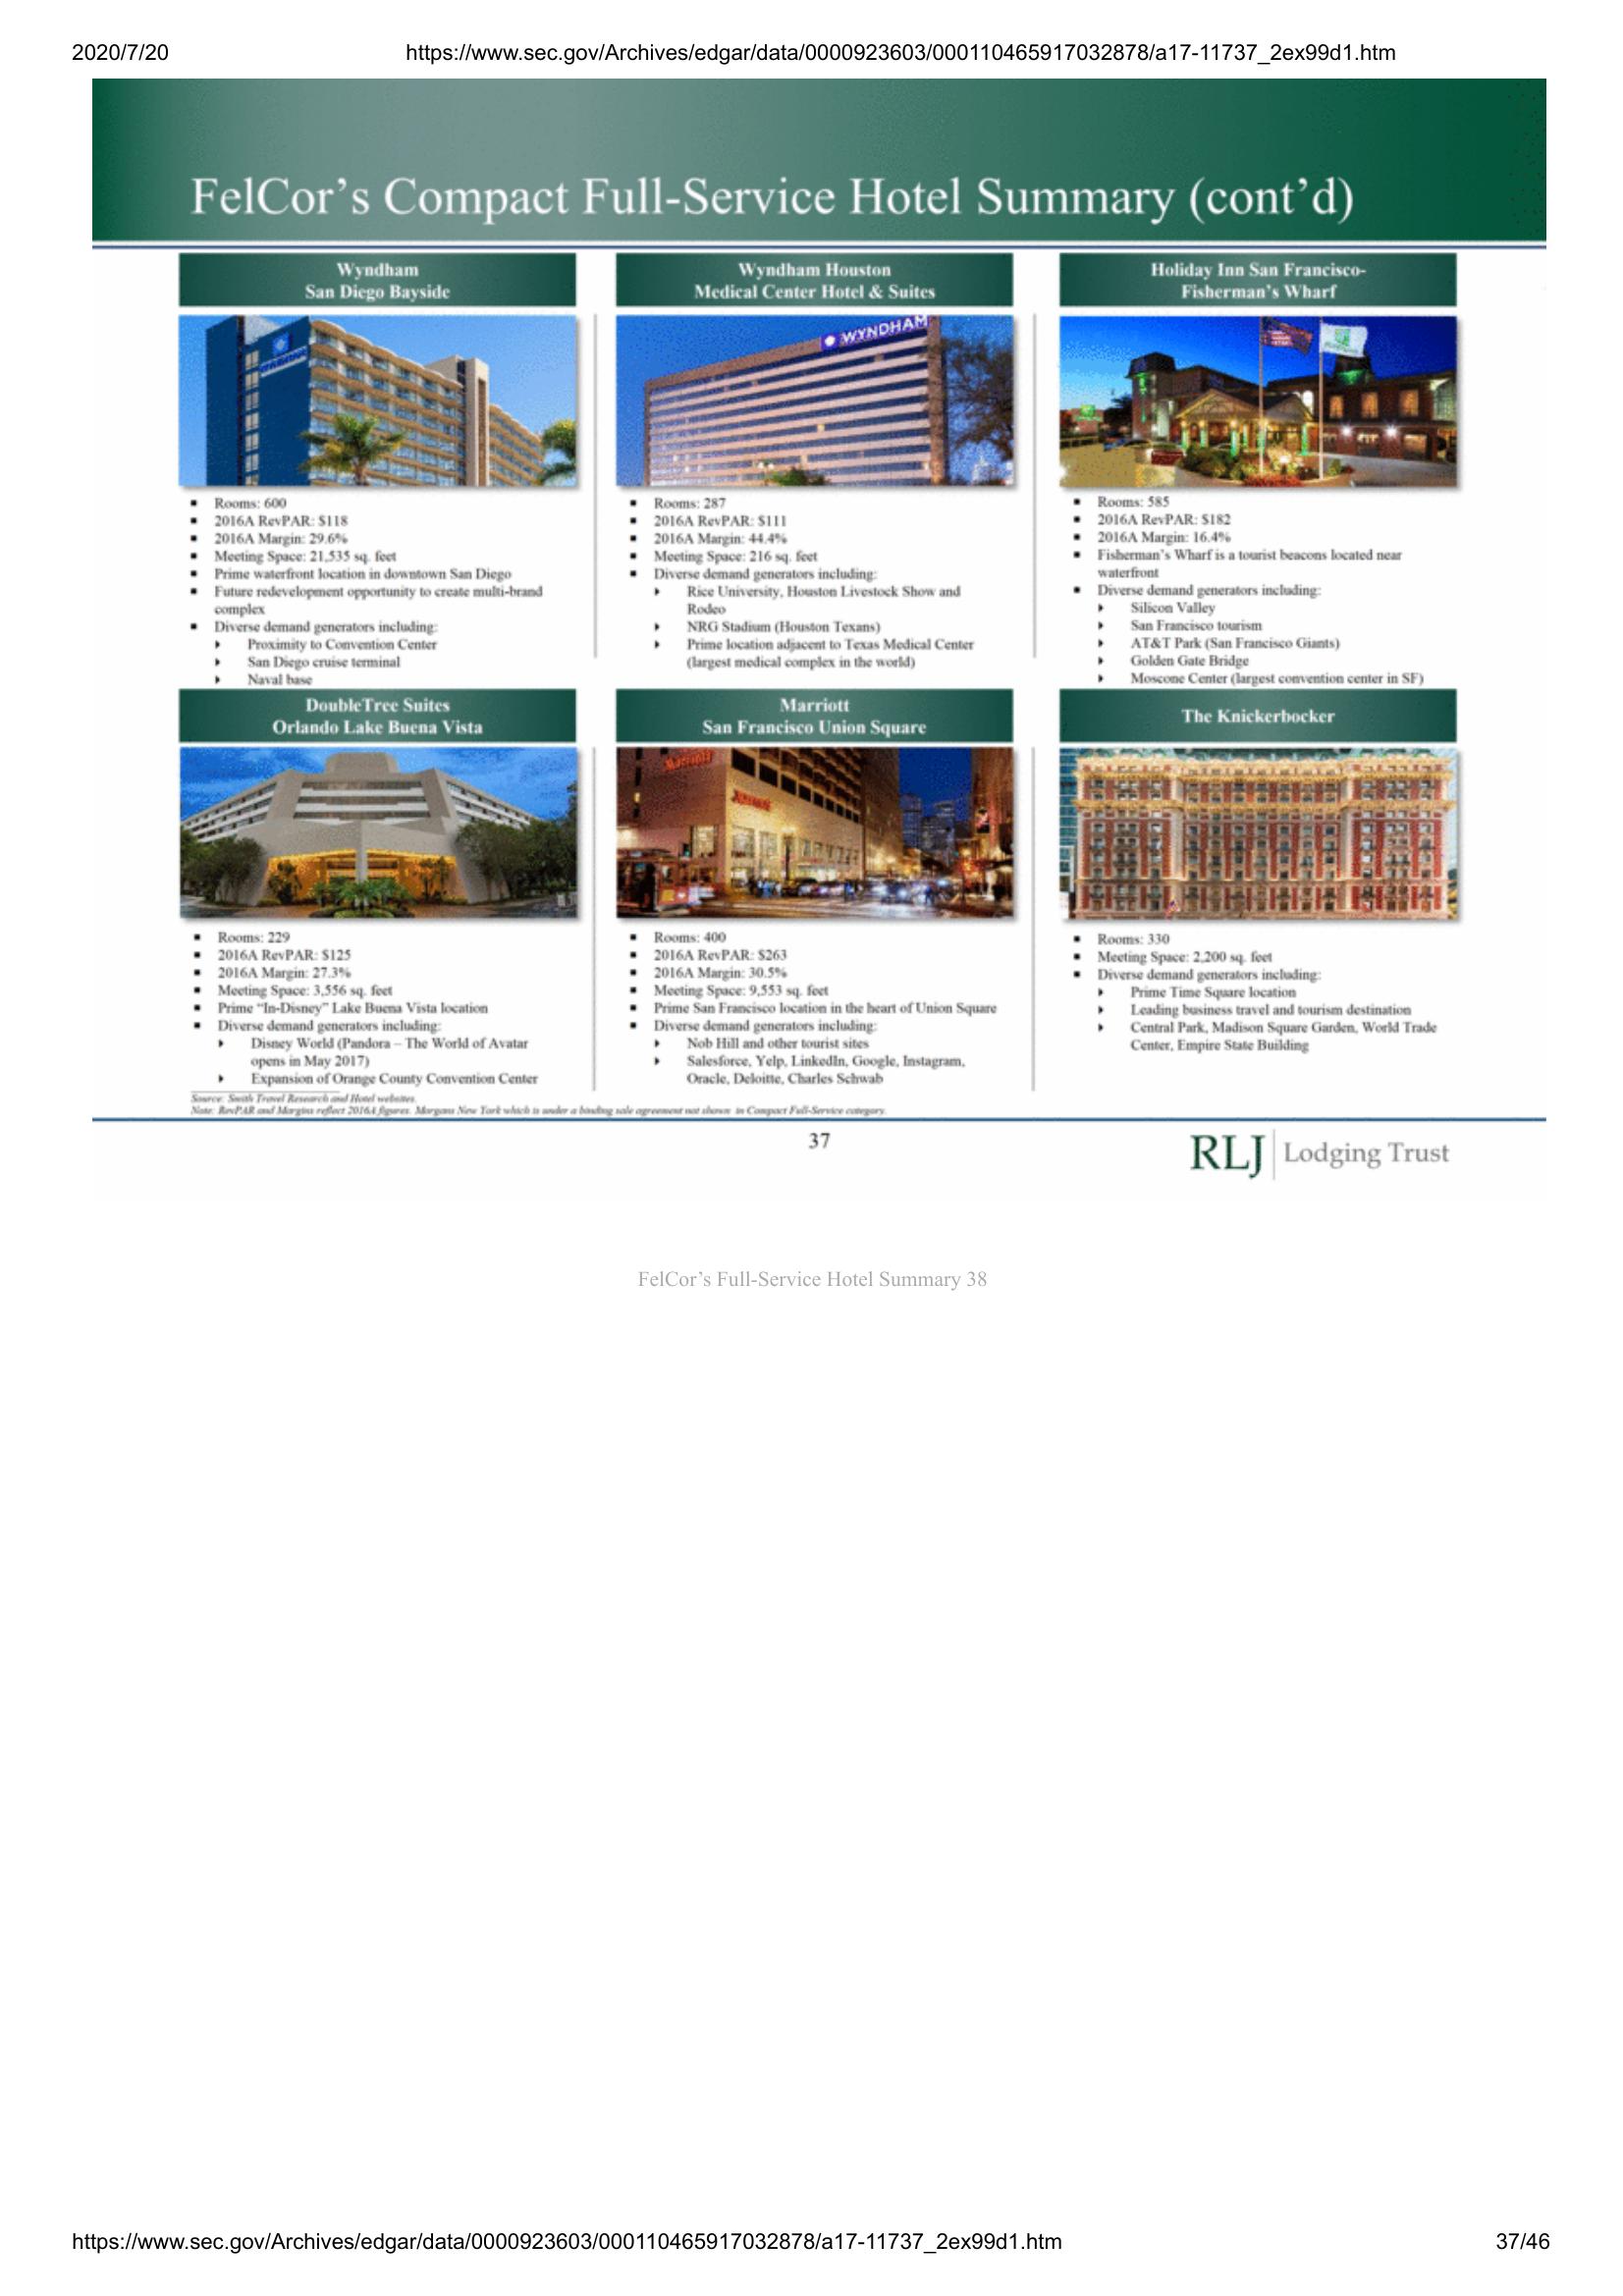 2020/7/20
https://www.sec.gov/Archives/edgar/data/0000923603/000110465917032878/a17-11737_2ex99d1.htm
FelCor’s Compact Full-Service Hotel Summary (cont’d)
Wyndham
San Diego Bayside
WYNDHAM
Rooms: 600
2016A RevPAR: $118
2016A Margin: 29.6%
Meeting Space: 21,535 sq. feet
Prime waterfront location in downtown San Diego
Future redevelopment opportunity to create multi-brand
complex
Diverse demand generators including:
Proximity to Convention Center
San Diego cruise terminal
Naval base
Wyndham Houston
Medical Center Hotel & Suites
WYNDHAM
Rooms: 287
2016A RevPAR: $111
2016A Margin: 44.4%
Meeting Space: 216 sq. feet
Diverse demand generators including:
Rice University, Houston Livestock Show and
Rodeo
NRG Stadium (Houston Texans)
Prime location adjacent to Texas Medical Center
(largest medical complex in the world)
Holiday Inn San Francisco-
Fisherman’s Wharf
Rooms: 585
2016A RevPAR: $182
2016A Margin: 16.4%
Fisherman’s Wharf is a tourist beacons located near
waterfront
Diverse demand generators including:
Silicon Valley
San Francisco tourism
AT&T Park (San Francisco Giants)
Golden Gate Bridge
Moscone Center (largest convention center in SF)
DoubleTree Suites
Orlando Lake Buena Vista
Rooms: 229
2016A RevPAR: $125
2016A Margin: 27.3%
Meeting Space: 3,556 sq. feet
Prime “In-Disney” Lake Buena Vista location
Diverse demand generators including:
Disney World (Pandora – The World of Avatar
opens in May 2017)
Expansion of Orange County Convention Center
Marriott
San Francisco Union Square
Marriott
Marriott
Rooms: 400
2016A RevPAR: $263
2016A Margin: 30.5%
Meeting Space: 9,553 sq. feet
Prime San Francisco location in the heart of Union Square
Diverse demand generators including:
Nob Hill and other tourist sites
Salesforce, Yelp, LinkedIn, Google, Instagram,
Oracle, Deloitte, Charles Schwab
The Knickerbocker
Rooms: 330
Meeting Space: 2,200 sq. feet
Diverse demand generators including:
Prime Time Square location
Leading business travel and tourism destination
Central Park, Madison Square Garden, World Trade
Center, Empire State Building
Source: Smith Travel Research and Hotel websites.
Note: RevPAR and Margins reflect 2016A figures. Morgans New York which is under a binding sale agreement not shown in Compact Full-Service category.
37
RLJ Lodging Trust
FelCor’s Full-Service Hotel Summary 38
https://www.sec.gov/Archives/edgar/data/0000923603/000110465917032878/a17-11737_2ex99d1.htm
37/46